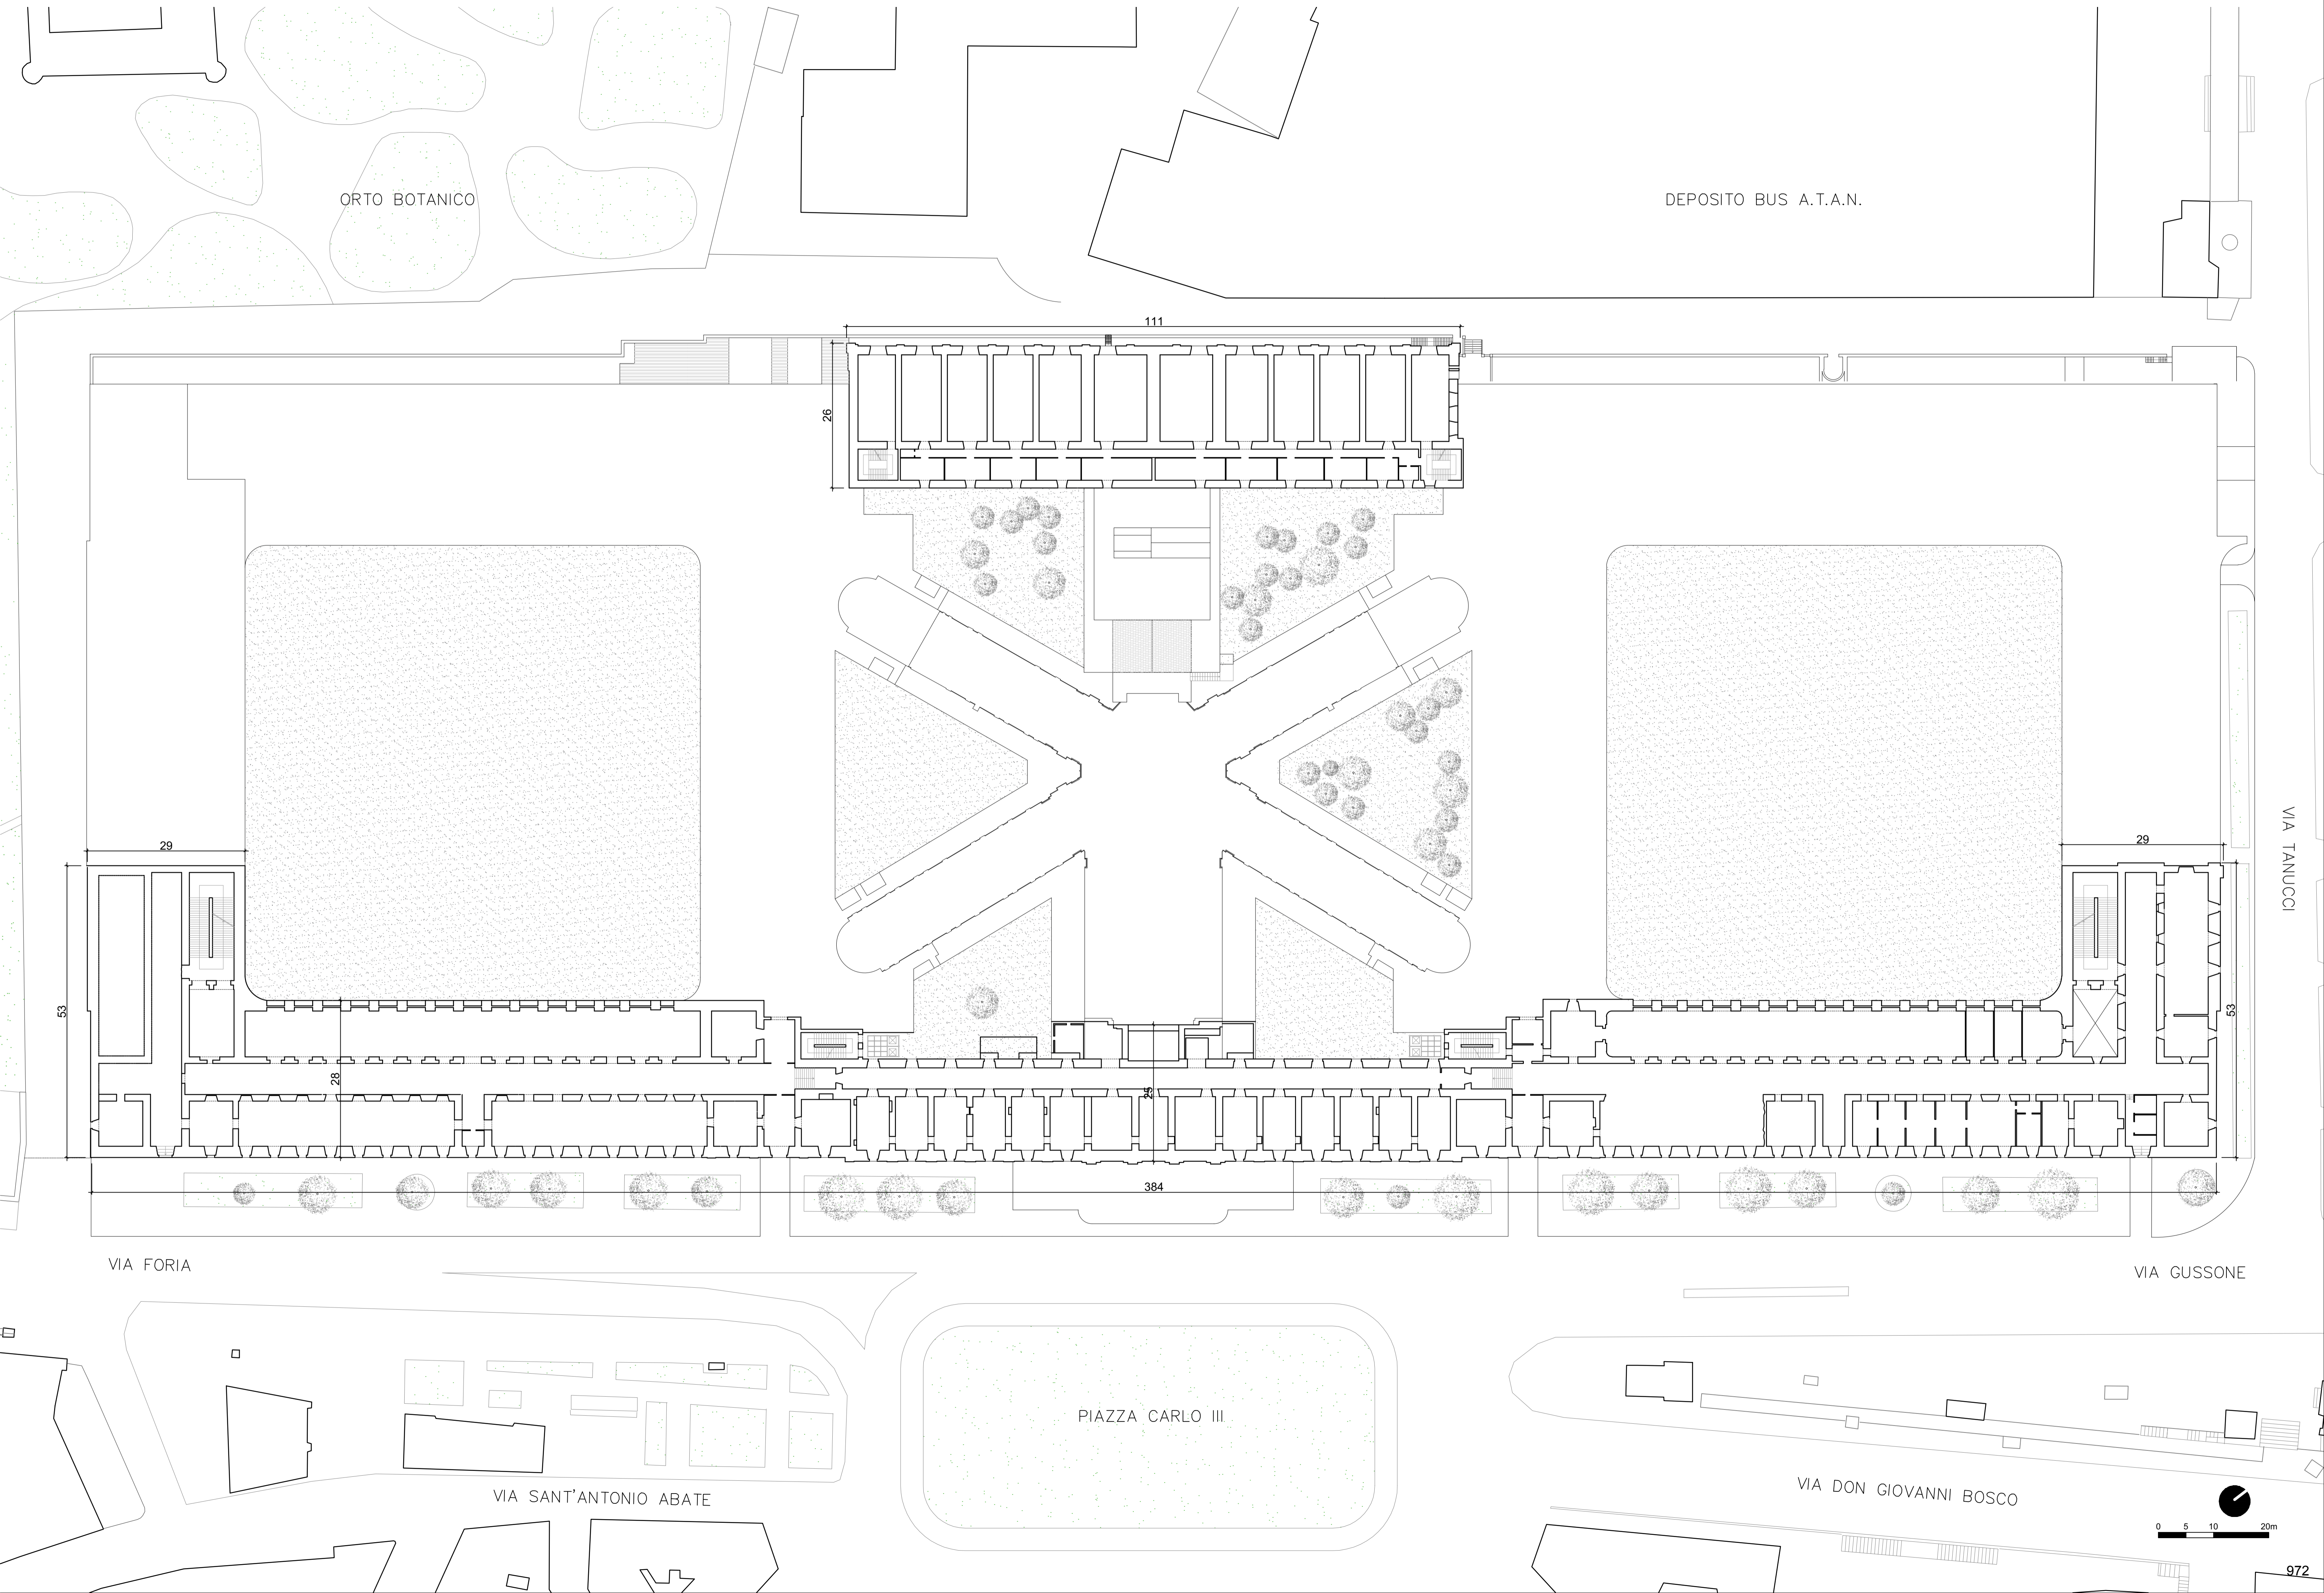 ORTO BOTANICO
DEPOSITO BUS A.T.A.N.
111
26
29
29
VIA TANUCCI
53
53
28
25
384
VIA FORIA
VIA GUSSONE
PIAZZA CARLO III
VIA SANT'ANTONIO ABATE
VIA DON GIOVANNI BOSCO
0 5 10 20m
972